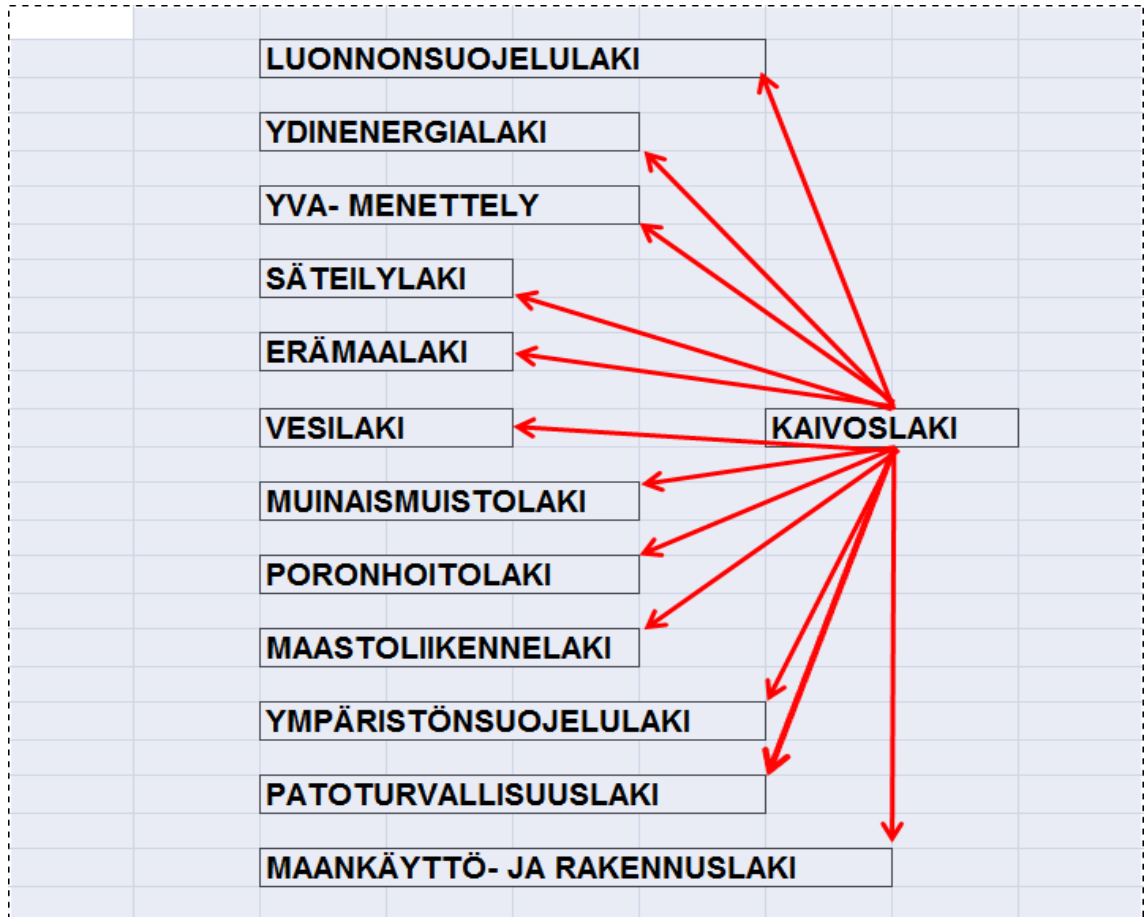 LUONNONSUOJELULAKI
YDINENERGIALAKI
YVA- MENETTELY
SÄTEILYLAKI
ERÄMAALAKI
VESILAKI
KAIVOSLAKI
MUINAISMUISTOLAKI
PORONHOITOLAKI
MAASTOLIIKENNELAKI
YMPÄRISTÖNSUOJELULAKI
PATOTURVALLISUUSLAKI
MAANKÄYTTÖ- JA RAKENNUSLAKI